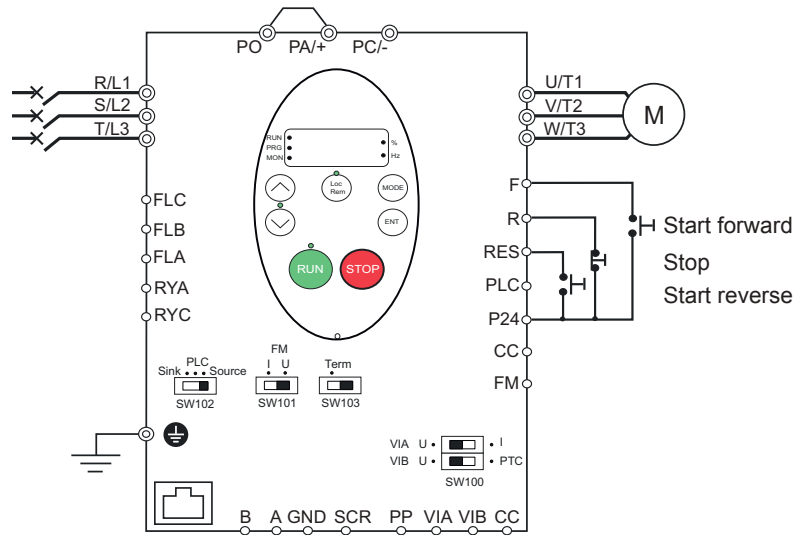 PO PA/+ PC/-
R/L1
S/L2
T/L3
U/T1
V/T2
W/T3
M
RUN
PRG
MON
%
Hz
Loc
Rem
MODE
ENT
RUN STOP
FLC
FLB
FLA
RYA
RYC
F
R
RES
PLC
P24
CC
FM
Start forward
Stop
Start reverse
PLC
Sink Source
SW102
FM
I U
SW101
Term
SW103
VIA U I
VIB U PTC
SW100
B A GND SCR PP VIA VIB CC